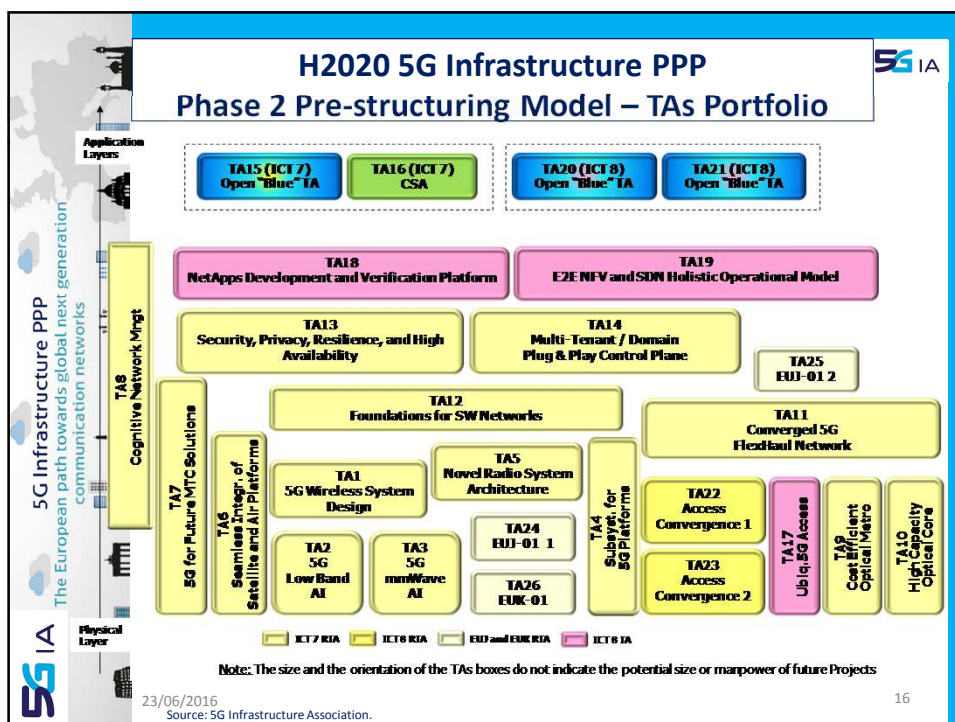 H2020 5G Infrastructure PPP
Phase 2 Pre-structuring Model – TAs Portfolio
5G IA
Application
Layers
5G Infrastructure PPP
The European path towards global next generation
communication networks
Physical
Layer
5G IA
TA15 (ICT 7)
Open "Blue" TA
TA16 (ICT 7)
CSA
TA20 (ICT 8)
Open "Blue" TA
TA21 (ICT 8)
Open "Blue" TA
TA18
NetApps Development and Verification Platform
TA19
E2E NFV and SDN Holistic Operational Model
TA8
Cognitive Network Mngt
TA13
Security, Privacy, Resilience, and High
Availability
TA14
Multi-Tenant / Domain
Plug & Play Control Plane
TA25
EUJ-01 2
TA7
5G for Future MTC Solutions
TA12
Foundations for SW Networks
TA11
Converged 5G
FlexHaul Network
TA6
Seamless Integr. of
Satellite and Air Platforms
TA1
5G Wireless System
Design
TA5
Novel Radio System
Architecture
TA4
Subsyst. for
5G Platforms
TA22
Access
Convergence 1
TA17
Ubiq. 5G Access
TA9
Cost Efficient
Optical Metro
TA10
High Capacity
Optical Core
TA2
5G
Low Band
AI
TA3
5G
mmWave
AI
TA24
EUJ-01 1
TA26
EUK-01
TA23
Access
Convergence 2
ICT 7 RIA
ICT 8 RIA
EUJ and EUK RIA
ICT 8 IA
Note: The size and the orientation of the TAs boxes do not indicate the potential size or manpower of future Projects
23/06/2016
16
Source: 5G Infrastructure Association.